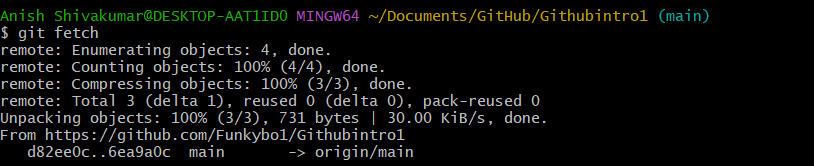 Anish Shivakumar@DESKTOP-AAT1ID0 MINGW64 ~/Documents/GitHub/Githubintro1 (main)
$ git fetch
remote: Enumerating objects: 4, done.
remote: Counting objects: 100% (4/4), done.
remote: Compressing objects: 100% (3/3), done.
remote: Total 3 (delta 1), reused 0 (delta 0), pack-reused 0
Unpacking objects: 100% (3/3), 731 bytes | 30.00 KiB/s, done.
From https://github.com/Funkybo1/Githubintro1
   d82ee0c..6ea9a0c  main       -> origin/main